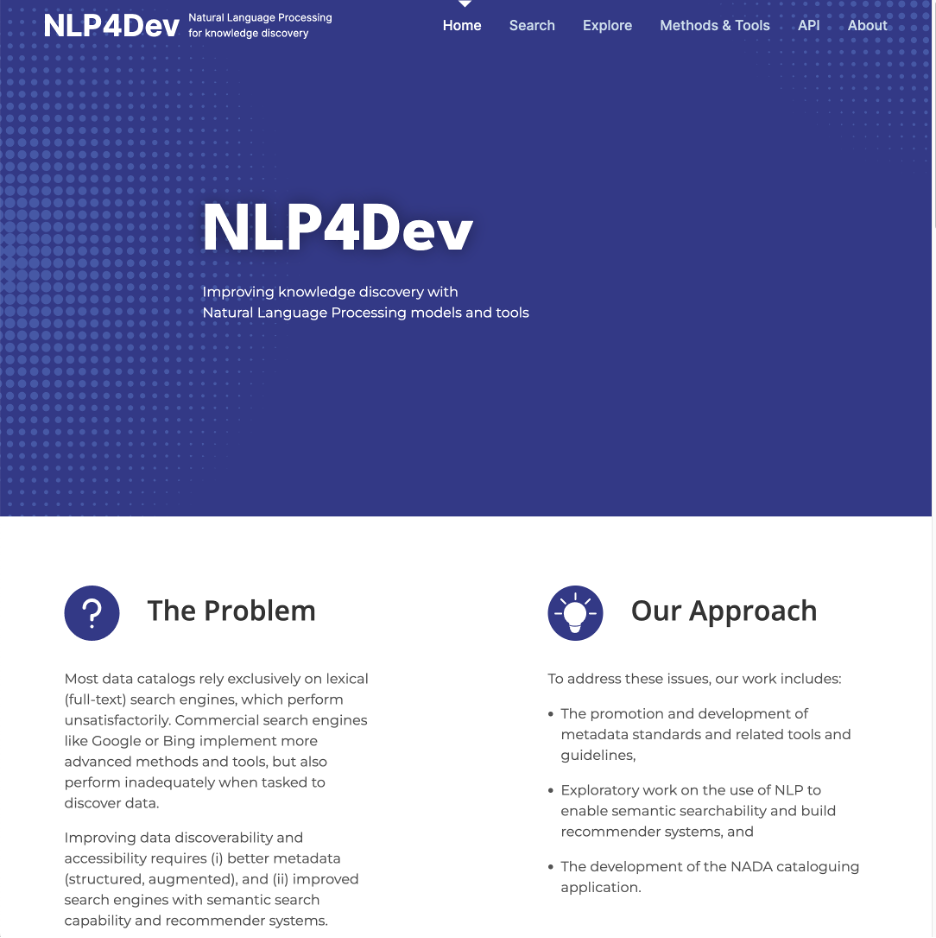 NLP4Dev
Natural Language Processing
for knowledge discovery
Home Search Explore Methods & Tools API About
NLP4Dev
Improving knowledge discovery with
Natural Language Processing models and tools
?
The Problem
Most data catalogs rely exclusively on lexical
(full-text) search engines, which perform
unsatisfactorily. Commercial search engines
like Google or Bing implement more
advanced methods and tools, but also
perform inadequately when tasked to
discover data.
Improving data discoverability and
accessibility requires (i) better metadata
(structured, augmented), and (ii) improved
search engines with semantic search
capability and recommender systems.
Our Approach
To address these issues, our work includes:
• The promotion and development of
metadata standards and related tools and
guidelines,
• Exploratory work on the use of NLP to
enable semantic searchability and build
recommender systems, and
• The development of the NADA cataloguing
application.